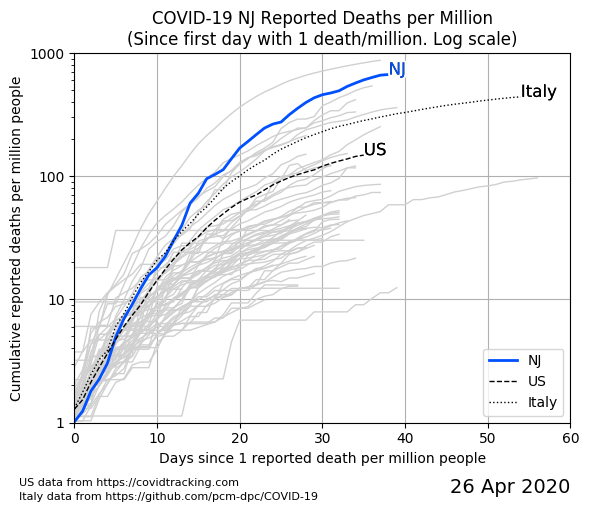 COVID-19 NJ Reported Deaths per Million
(Since first day with 1 death/million. Log scale)
Cumulative reported deaths per million people
1000
100
10
1
NJ
Italy
US
NJ
US
Italy
0 10 20 30 40 50 60
Days since 1 reported death per million people
US data from https://covidtracking.com
Italy data from https://github.com/pcm-dpc/COVID-19
26 Apr 2020